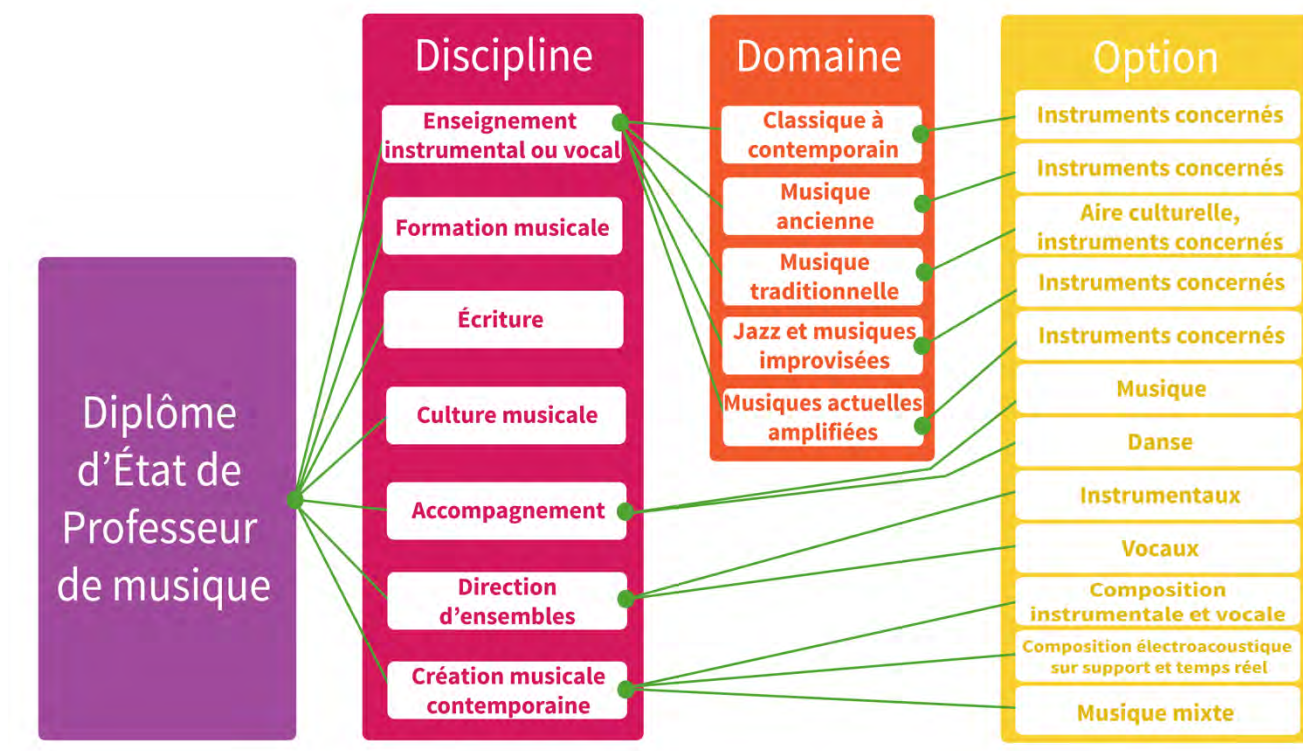 Diplôme
d'État de
Professeur
de musique
Discipline
Enseignement
instrumental ou vocal
Formation musicale
Écriture
Culture musicale
Accompagnement
Direction
d'ensembles
Création musicale
contemporaine
Domaine
Classique à
contemporain
Musique
ancienne
Musique
traditionnelle
Jazz et musiques
improvisées
Musiques actuelles
amplifiées
Option
Instruments concernés
Instruments concernés
Aire culturelle,
instruments concernés
Instruments concernés
Instruments concernés
Musique
Danse
Instrumentaux
Vocaux
Composition
instrumentale et vocale
Composition électroacoustique
sur support et temps réel
Musique mixte